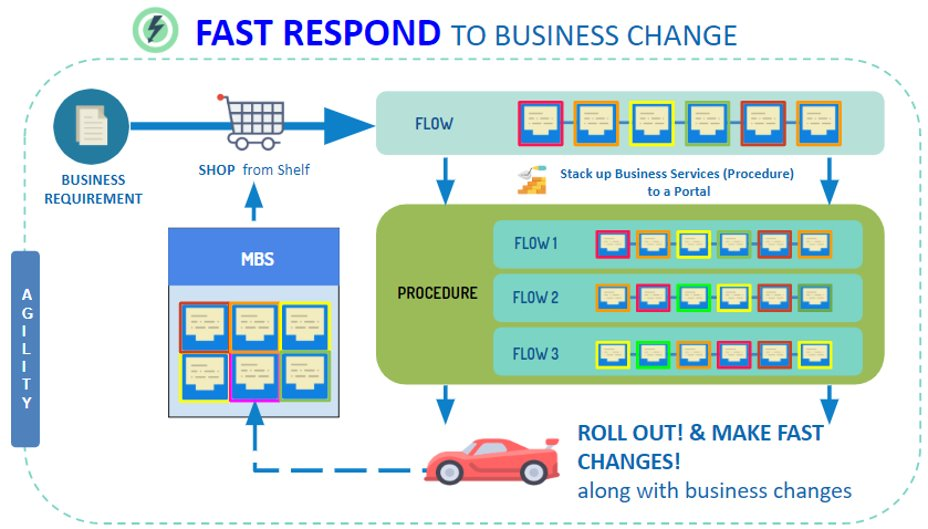 FAST RESPOND TO BUSINESS CHANGE
BUSINESS
REQUIREMENT
SHOP from Shelf
FLOW
Stack up Business Services (Procedure)
to a Portal
MBS
PROCEDURE
FLOW 1
FLOW 2
FLOW 3
AGILITY
ROLL OUT! & MAKE FAST
CHANGES!
along with business changes